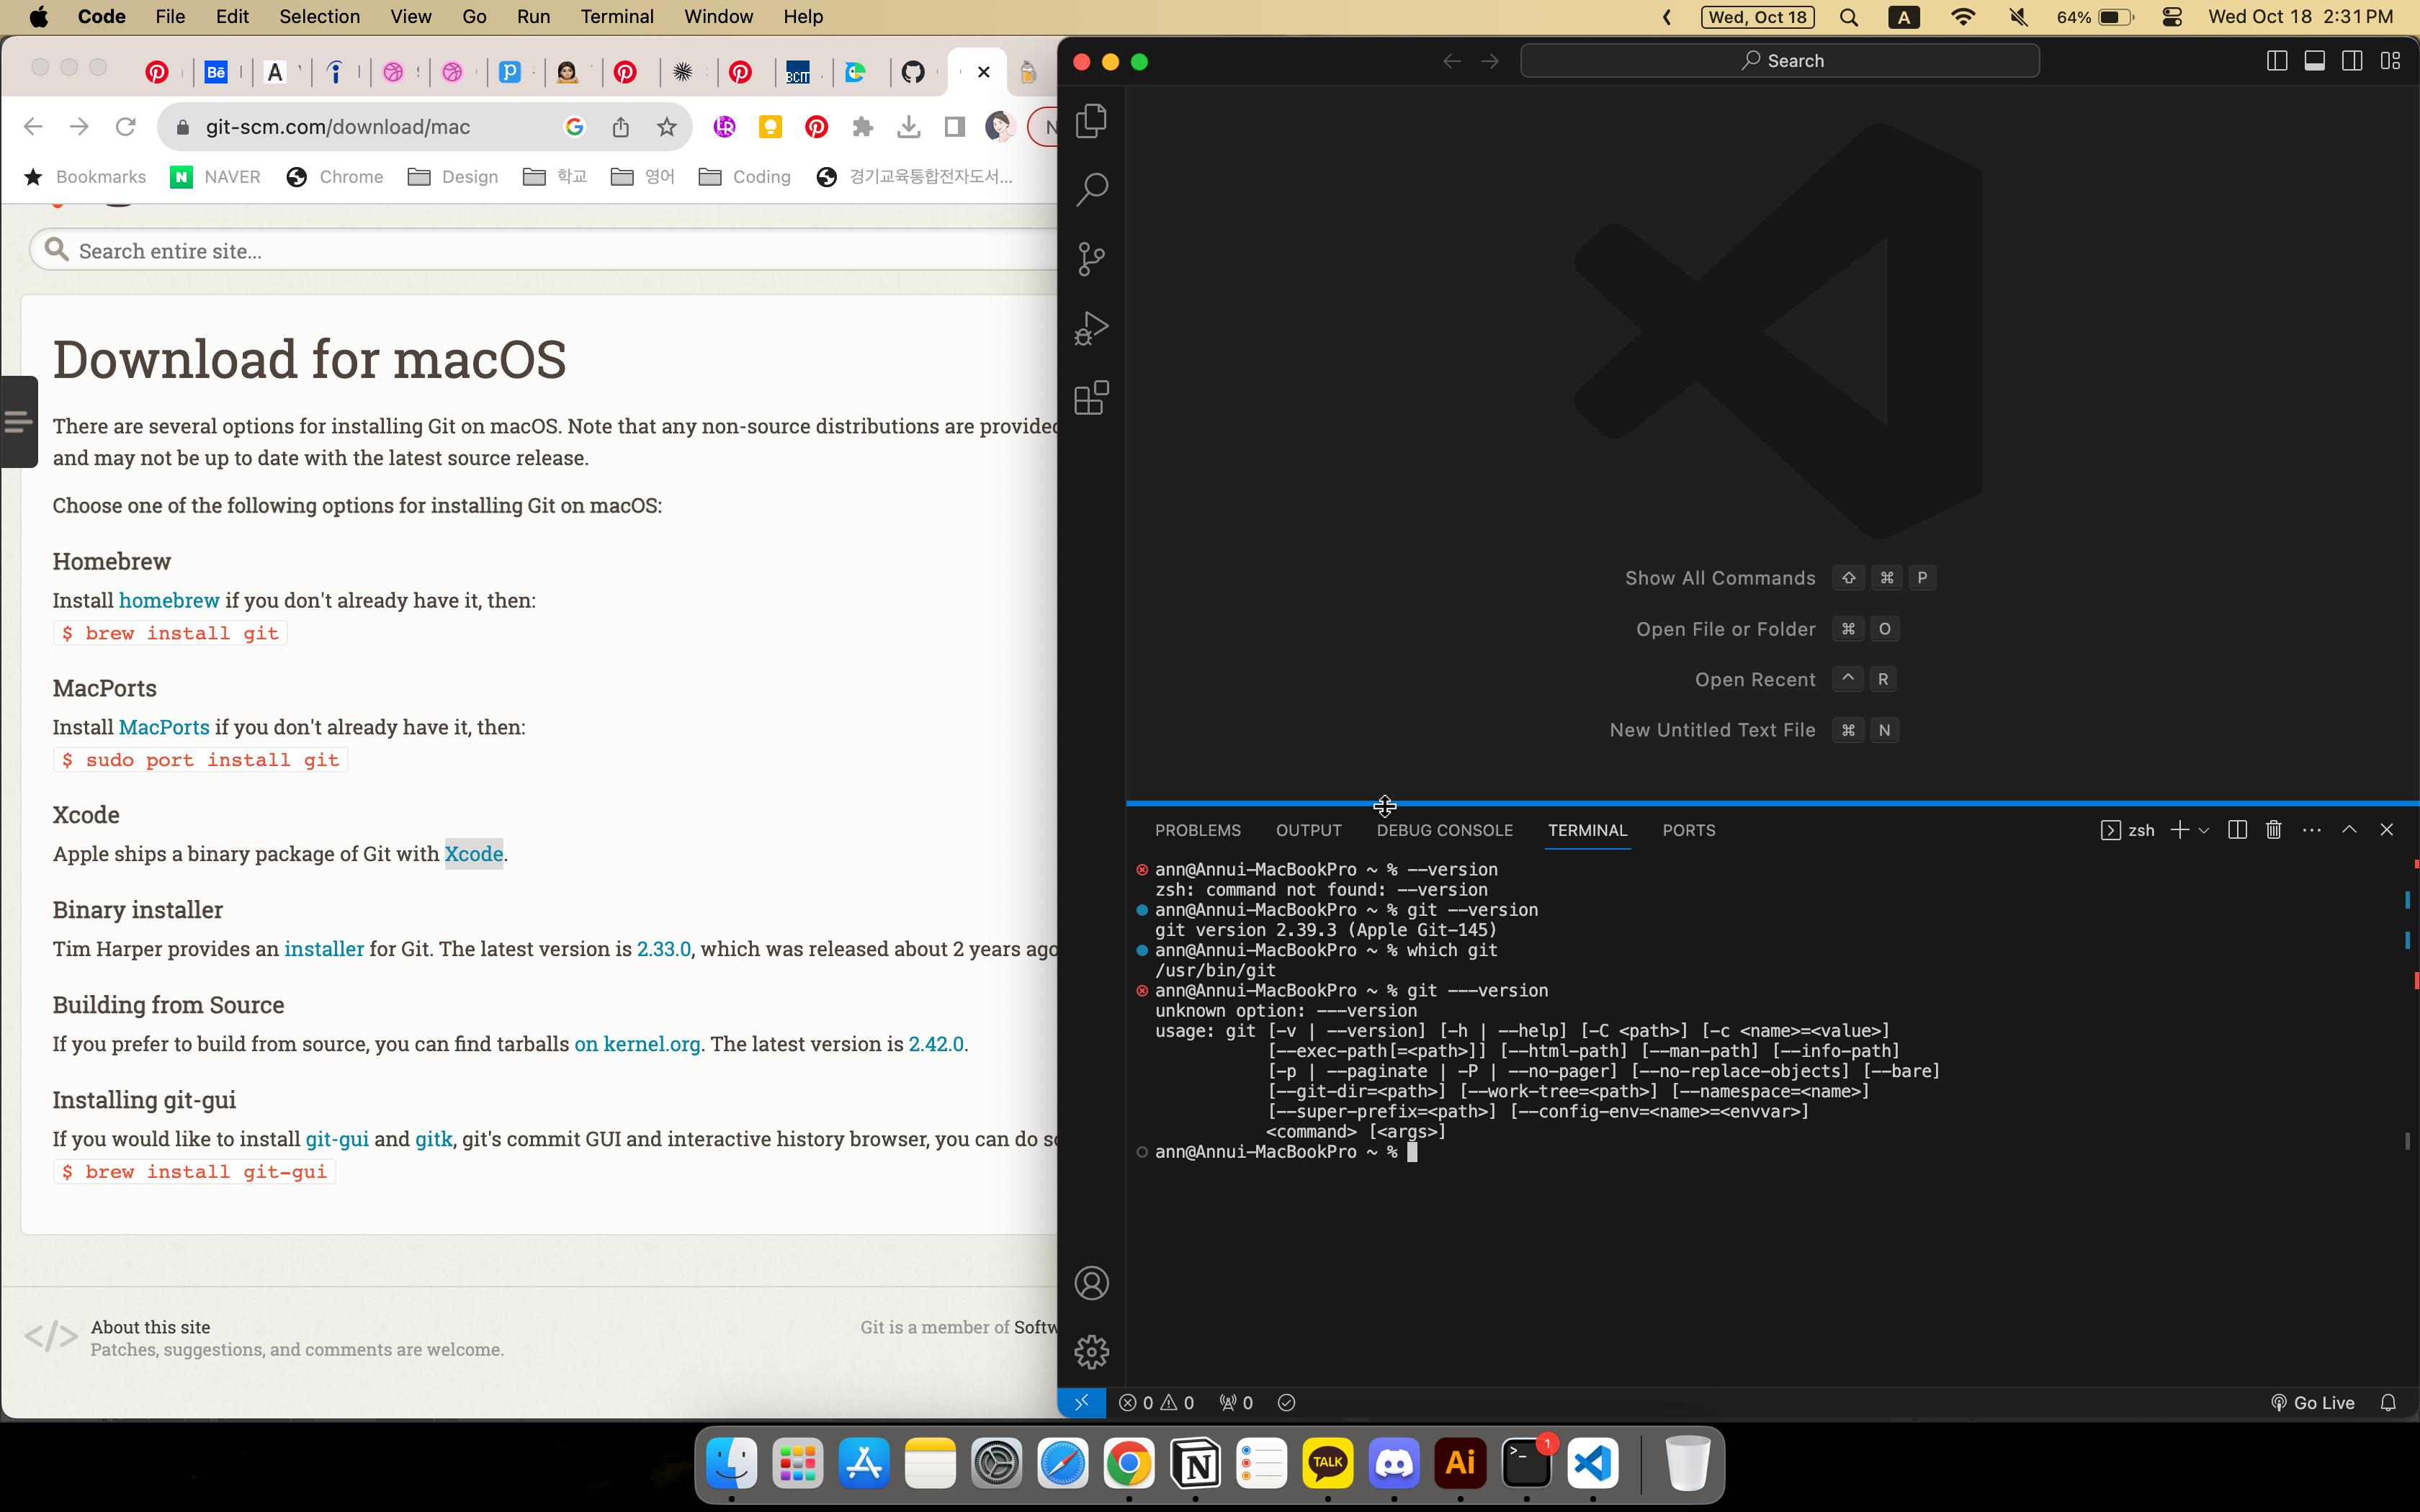 Code File Edit Selection View Go Run Terminal Window Help
Wed, Oct 18 A 64% Wed Oct 18 2:31 PM
Bē A i p BCIT
git-scm.com/download/mac
N
Bookmarks N NAVER Chrome Design 학교 영어 Coding 경기교육통합전자도서...
Search entire site...
Download for macOS
There are several options for installing Git on macOS. Note that any non-source distributions are provided
and may not be up to date with the latest source release.
Choose one of the following options for installing Git on macOS:
Homebrew
Install homebrew if you don't already have it, then:
$ brew install git
MacPorts
Install MacPorts if you don't already have it, then:
$ sudo port install git
Xcode
Apple ships a binary package of Git with Xcode.
Binary installer
Tim Harper provides an installer for Git. The latest version is 2.33.0, which was released about 2 years ago
Building from Source
If you prefer to build from source, you can find tarballs on kernel.org. The latest version is 2.42.0.
Installing git-gui
If you would like to install git-gui and gitk, git's commit GUI and interactive history browser, you can do so
$ brew install git-gui
</> About this site
Patches, suggestions, and comments are welcome.
Git is a member of Softw
Search
Show All Commands ⇧ ⌘ P
Open File or Folder ⌘ O
Open Recent ^ R
New Untitled Text File ⌘ N
PROBLEMS OUTPUT DEBUG CONSOLE TERMINAL PORTS
zsh
ann@Annui-MacBookPro ~ % --version
zsh: command not found: --version
ann@Annui-MacBookPro ~ % git --version
git version 2.39.3 (Apple Git-145)
ann@Annui-MacBookPro ~ % which git
/usr/bin/git
ann@Annui-MacBookPro ~ % git ---version
unknown option: ---version
usage: git [-v | --version] [-h | --help] [-C <path>] [-c <name>=<value>]
[--exec-path[=<path>]] [--html-path] [--man-path] [--info-path]
[-p | --paginate | -P | --no-pager] [--no-replace-objects] [--bare]
[--git-dir=<path>] [--work-tree=<path>] [--namespace=<name>]
[--super-prefix=<path>] [--config-env=<name>=<envvar>]
<command> [<args>]
ann@Annui-MacBookPro ~ %
0 0 0
Go Live
N TALK Ai >_ 1